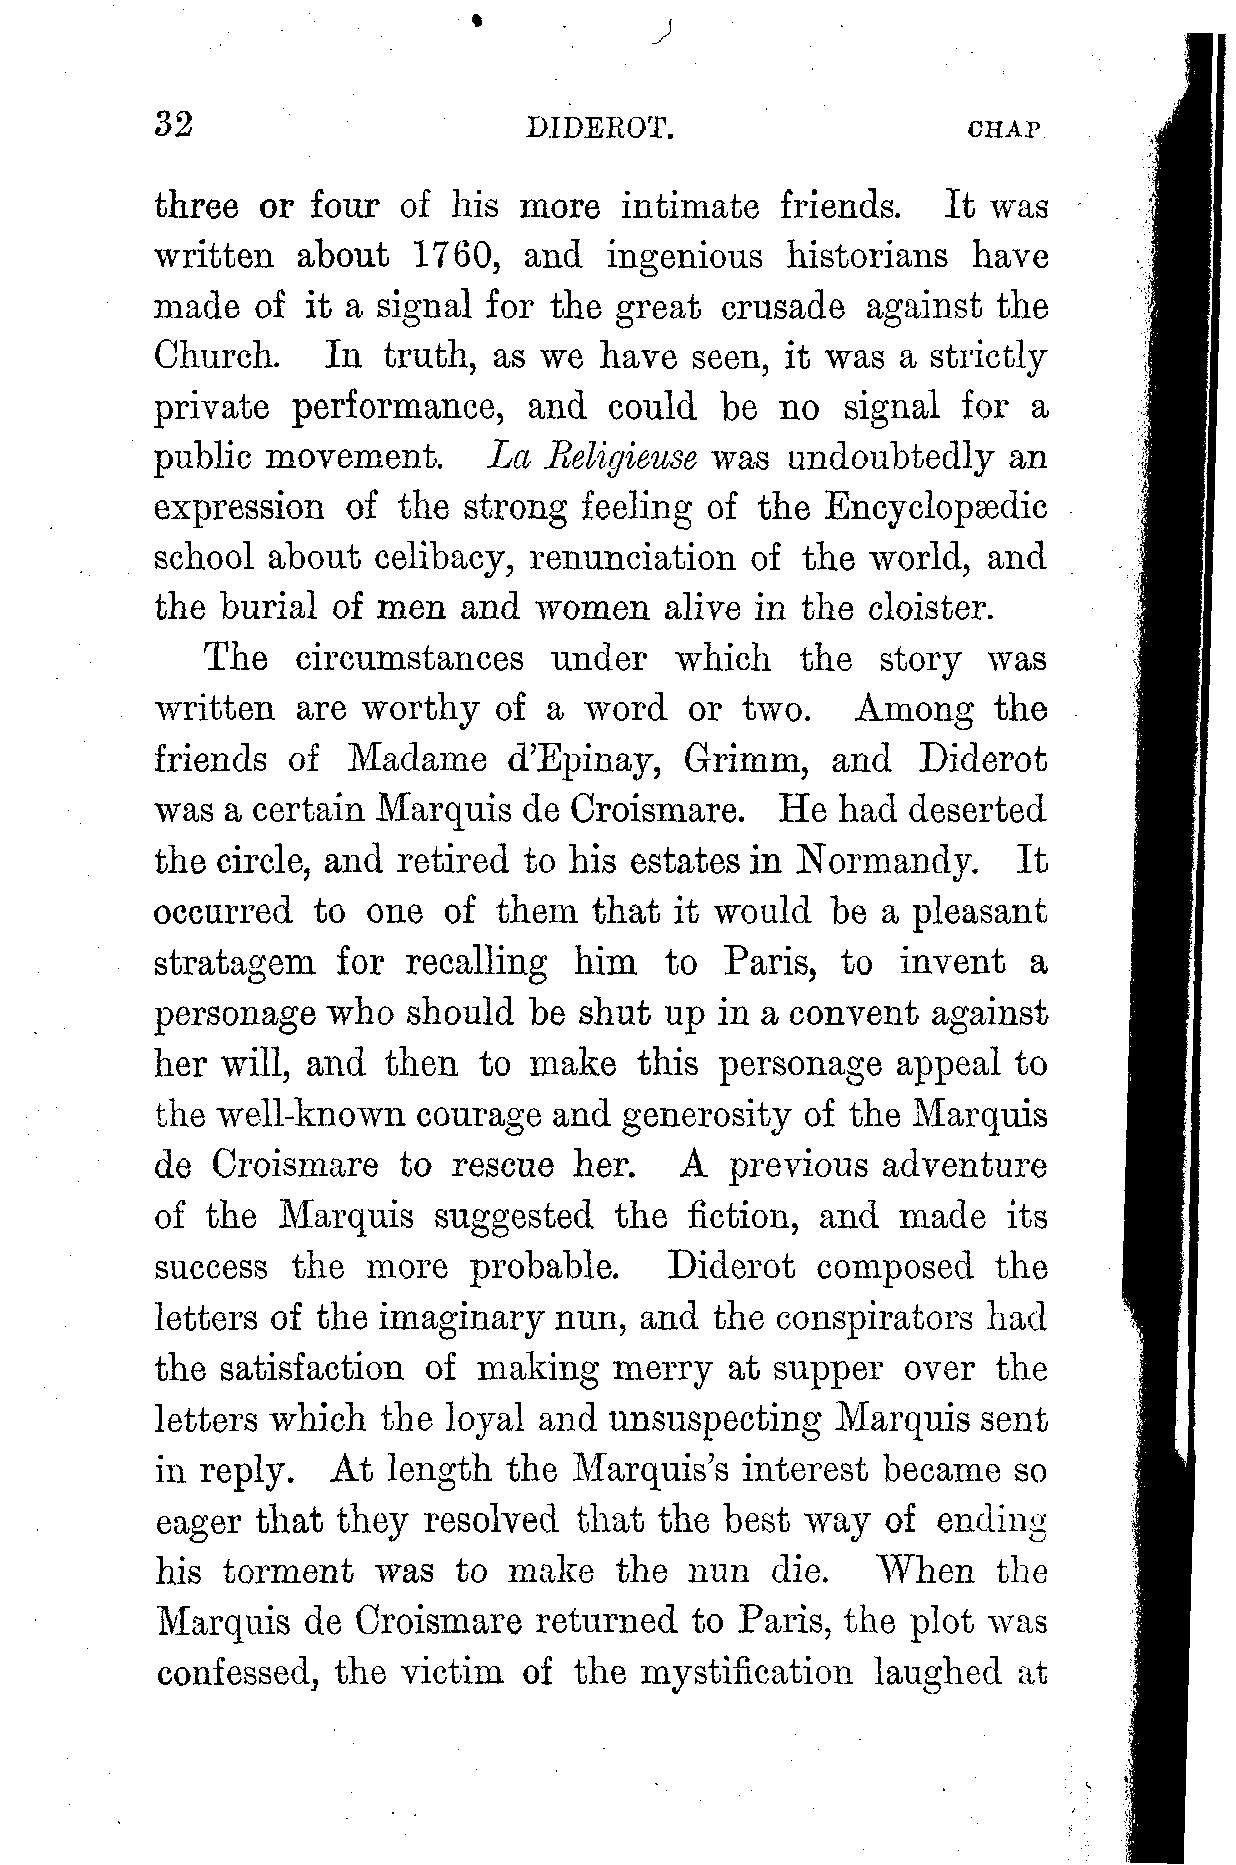 32 DIDEROT. CHAP
three or four of his more intimate friends. It was
written about 1760, and ingenious historians have
made of it a signal for the great crusade against the
Church. In truth, as we have seen, it was a strictly
private performance, and could be no signal for a
public movement. La Religieuse was undoubtedly an
expression of the strong feeling of the Encyclopædic
school about celibacy, renunciation of the world, and
the burial of men and women alive in the cloister.
The circumstances under which the story was
written are worthy of a word or two. Among the
friends of Madame d'Epinay, Grimm, and Diderot
was a certain Marquis de Croismare. He had deserted
the circle, and retired to his estates in Normandy. It
occurred to one of them that it would be a pleasant
stratagem for recalling him to Paris, to invent a
personage who should be shut up in a convent against
her will, and then to make this personage appeal to
the well-known courage and generosity of the Marquis
de Croismare to rescue her. A previous adventure
of the Marquis suggested the fiction, and made its
success the more probable. Diderot composed the
letters of the imaginary nun, and the conspirators had
the satisfaction of making merry at supper over the
letters which the loyal and unsuspecting Marquis sent
in reply. At length the Marquis's interest became so
eager that they resolved that the best way of ending
his torment was to make the nun die. When the
Marquis de Croismare returned to Paris, the plot was
confessed, the victim of the mystification laughed at